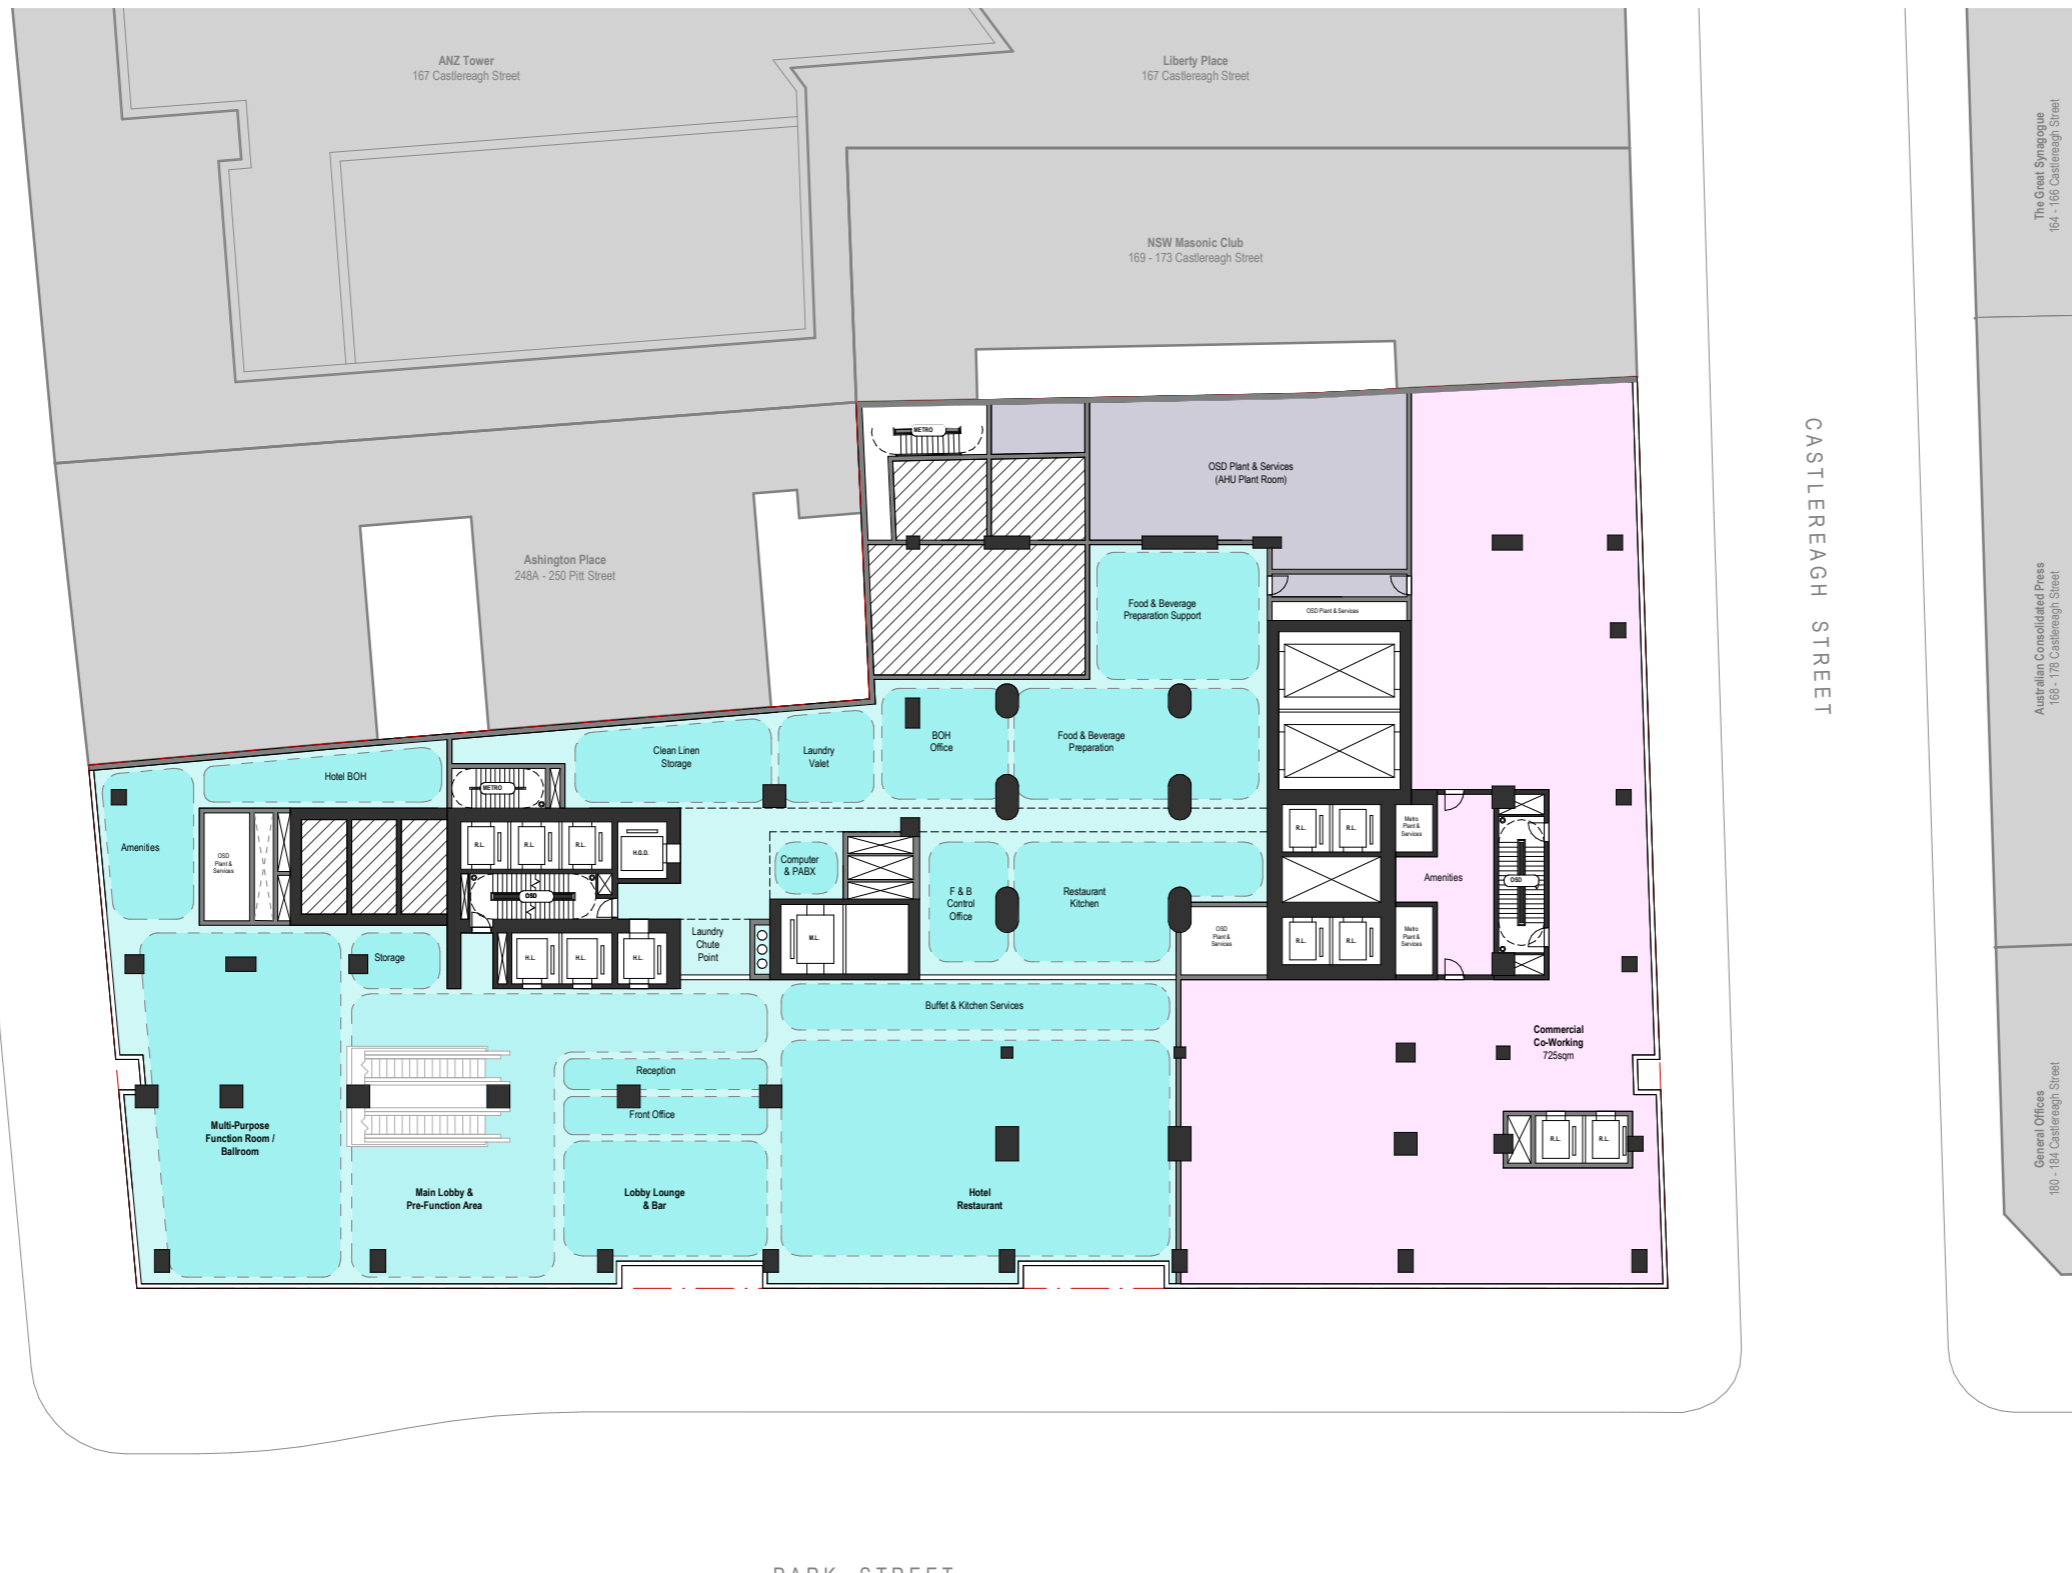 ANZ Tower
167 Castlereagh Street
Liberty Place
167 Castlereagh Street
The Great Synagogue
164 - 166 Castlereagh Street
NSW Masonic Club
169 - 173 Castlereagh Street
CASTLEREAGH STREET
METRO
OSD Plant & Services
(AHU Plant Room)
Ashington Place
248A - 250 Pitt Street
Food & Beverage
Preparation Support
OSD Plant & Services
Australian Consolidated Press
168 - 178 Castlereagh Street
Clean Linen
Storage
Laundry
Valet
BOH
Office
Food & Beverage
Preparation
Hotel BOH
METRO
Amenities
OSD
Plant &
Services
R.L.
R.L.
R.L.
H.G.D.
Computer
& PABX
R.L.
R.L.
Metro
Plant &
Services
Amenities
OSD
OSD
F & B
Control
Office
Restaurant
Kitchen
Laundry
Chute
Point
M.L.
OSD
Plant &
Services
R.L.
R.L.
Metro
Plant &
Services
Storage
H.L.
H.L.
H.L.
Buffet & Kitchen Services
Commercial
Co-Working
725sqm
Reception
Front Office
Multi-Purpose
Function Room /
Ballroom
R.L.
R.L.
General Offices
180 - 184 Castlereagh Street
Main Lobby &
Pre-Function Area
Lobby Lounge
& Bar
Hotel
Restaurant
PARK STREET